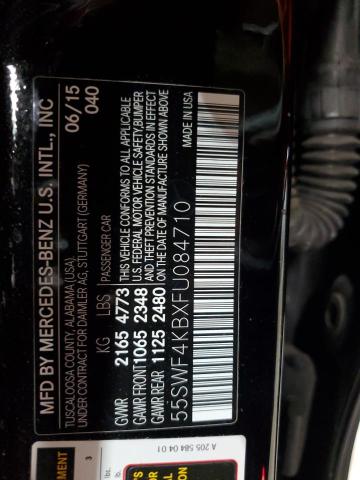 MFD BY MERCEDES-BENZ U.S. INTL., INC
TUSCALOOSA COUNTY, ALABAMA (USA)
UNDER CONTRACT FOR DAIMLER AG, STUTTGART (GERMANY)
06/15
040
KG LBS PASSENGER CAR
GVWR 2165 4773
GAWR FRONT 1065 2348
GAWR REAR 1125 2480
THIS VEHICLE CONFORMS TO ALL APPLICABLE
U.S. FEDERAL MOTOR VEHICLE SAFETY, BUMPER
AND THEFT PREVENTION STANDARDS IN EFFECT
ON THE DATE OF MANUFACTURE SHOWN ABOVE
55SWF4KBXFU084710
MADE IN USA
A 205 584 04 01
3
lbs.
lb.